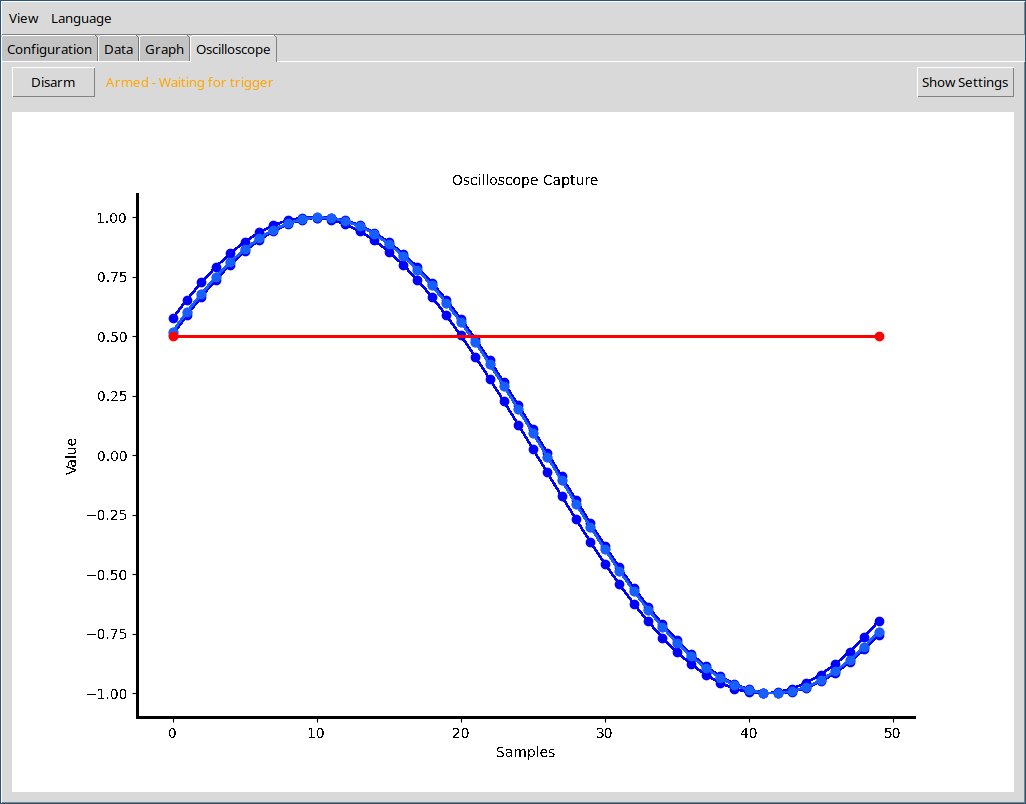 View Language
Configuration Data Graph Oscilloscope
Disarm Armed - Waiting for trigger Show Settings
Oscilloscope Capture
1.00
0.75
0.50
0.25
0.00
−0.25
−0.50
−0.75
−1.00
Value
0 10 20 30 40 50
Samples